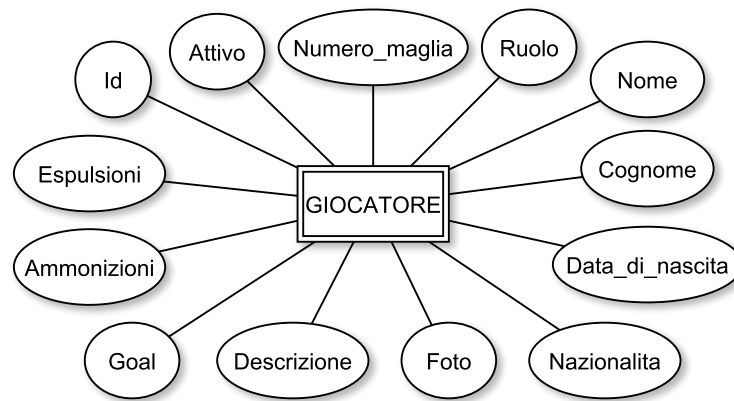 Numero_maglia
Attivo
Ruolo
Id
Nome
Espulsioni
Cognome
GIOCATORE
Ammonizioni
Data_di_nascita
Goal
Descrizione
Foto
Nazionalita